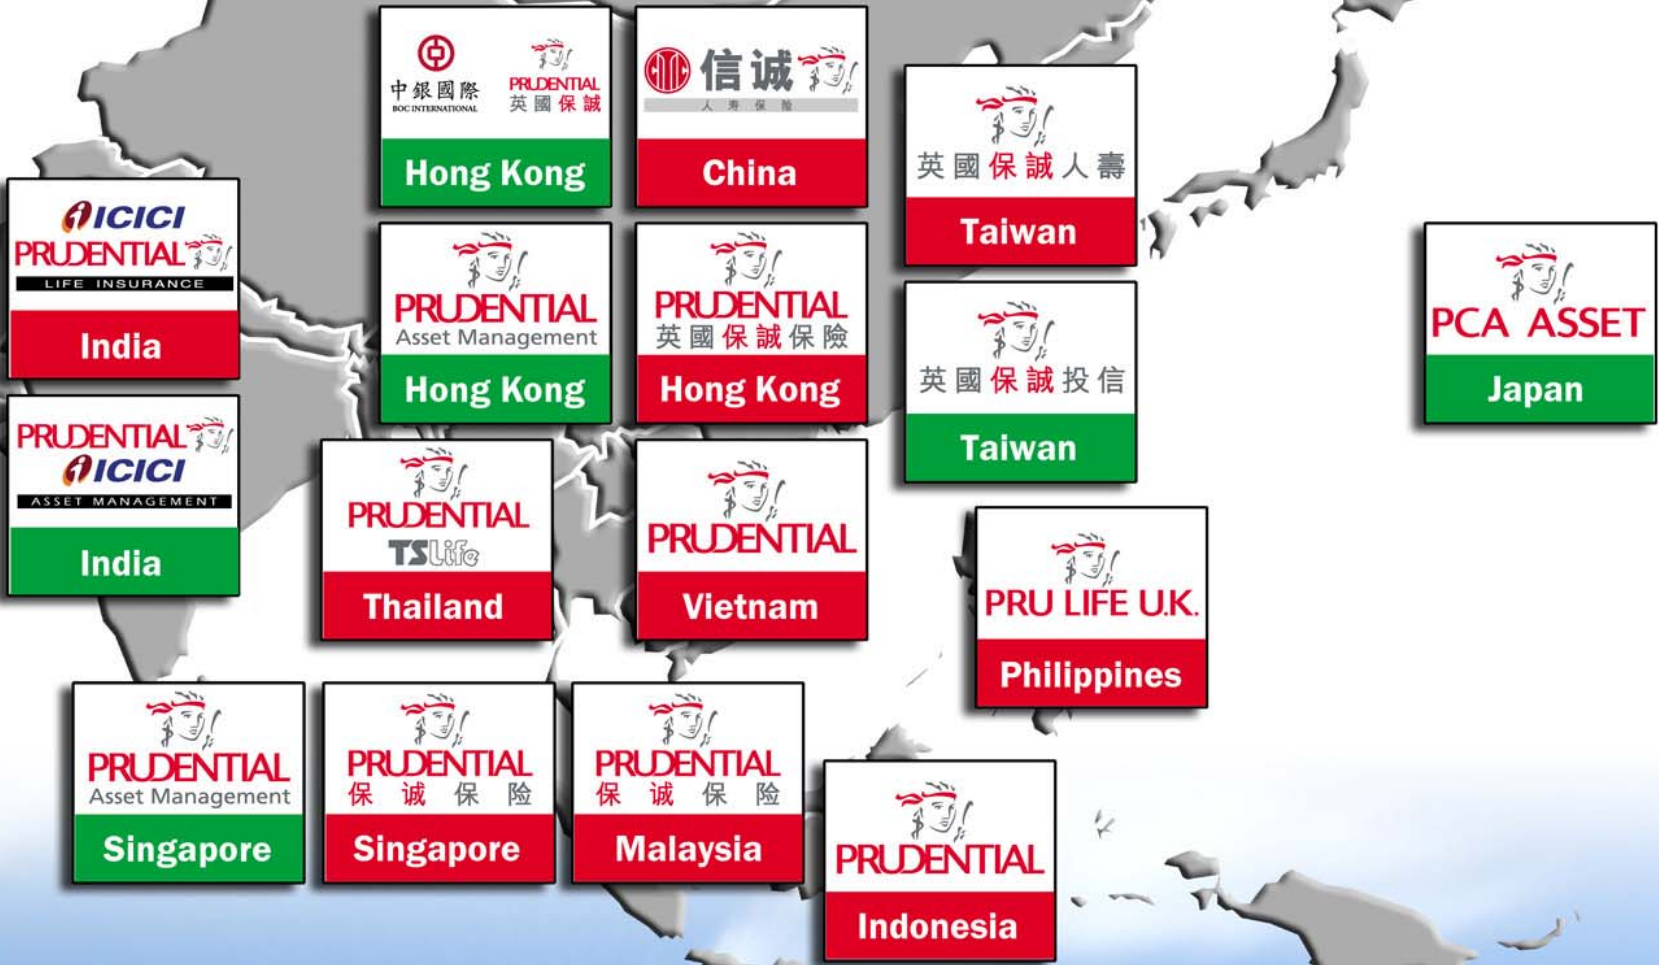 中銀國際
BOC INTERNATIONAL
PRUDENTIAL
英國保誠
Hong Kong
信诚
人寿保险
China
英國保誠人壽
Taiwan
ICICI
PRUDENTIAL
LIFE INSURANCE
India
PRUDENTIAL
Asset Management
Hong Kong
PRUDENTIAL
英國保誠保險
Hong Kong
英國保誠投信
Taiwan
PCA ASSET
Japan
PRUDENTIAL
ICICI
ASSET MANAGEMENT
India
PRUDENTIAL
TSLife
Thailand
PRUDENTIAL
Vietnam
PRU LIFE U.K.
Philippines
PRUDENTIAL
Asset Management
Singapore
PRUDENTIAL
保诚保险
Singapore
PRUDENTIAL
保诚保险
Malaysia
PRUDENTIAL
Indonesia